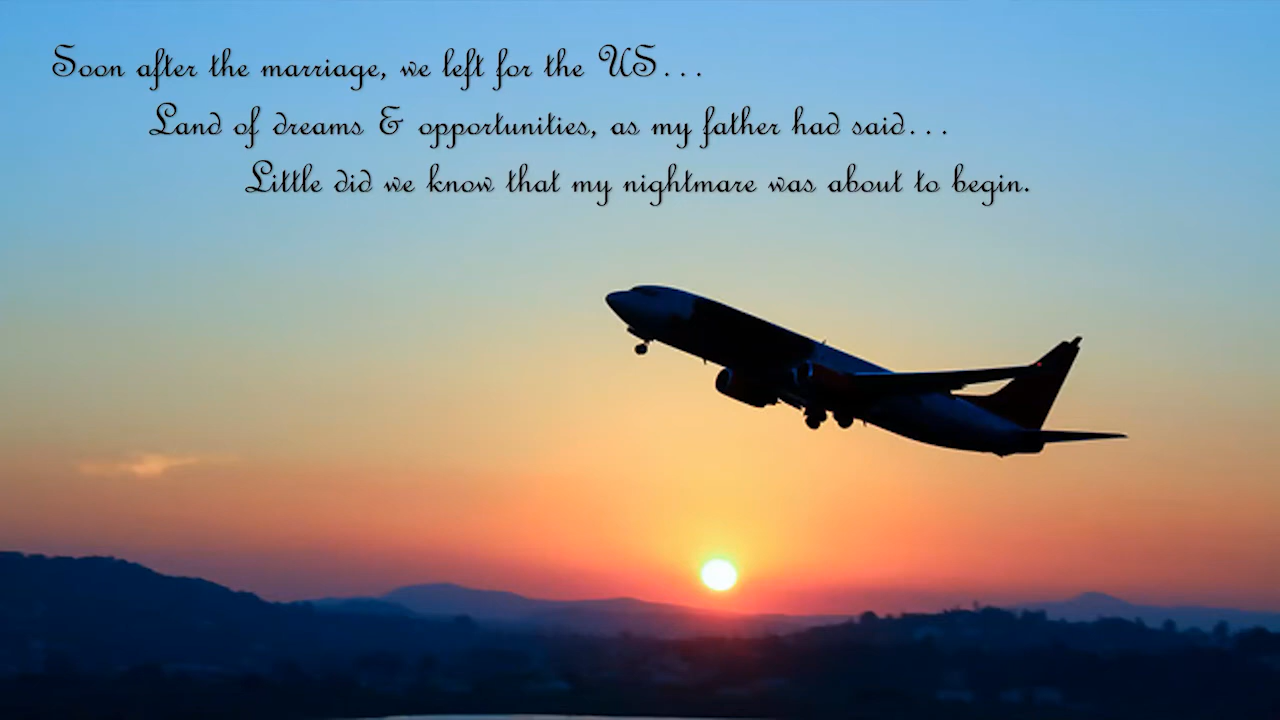 Soon after the marriage, we left for the US...
Land of dreams & opportunities, as my father had said...
Little did we know that my nightmare was about to begin.